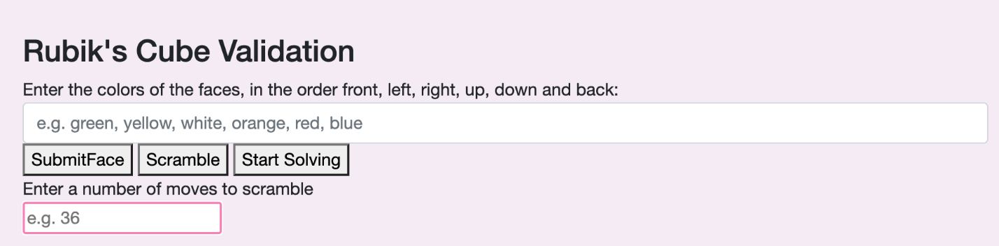 Rubik's Cube Validation
Enter the colors of the faces, in the order front, left, right, up, down and back:
e.g. green, yellow, white, orange, red, blue
SubmitFace Scramble Start Solving
Enter a number of moves to scramble
e.g. 36